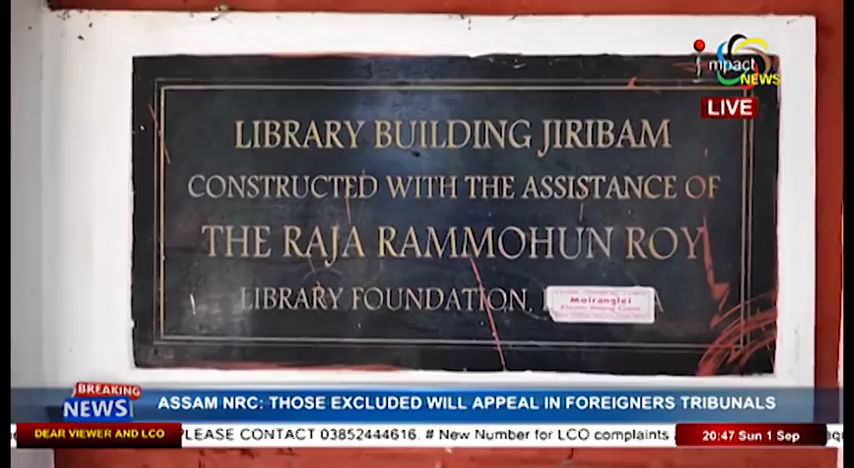 impact
NEWS
LIVE
LIBRARY BUILDING JIRIBAM
CONSTRUCTED WITH THE ASSISTANCE OF
THE RAJA RAMMOHUN ROY
LIBRARY FOUNDATION,
Moiranglei
BREAKING
NEWS
ASSAM NRC: THOSE EXCLUDED WILL APPEAL IN FOREIGNERS TRIBUNALS
DEAR VIEWER AND LCO
PLEASE CONTACT 03852444616. # New Number for LCO complaints
20:47 Sun 1 Sep